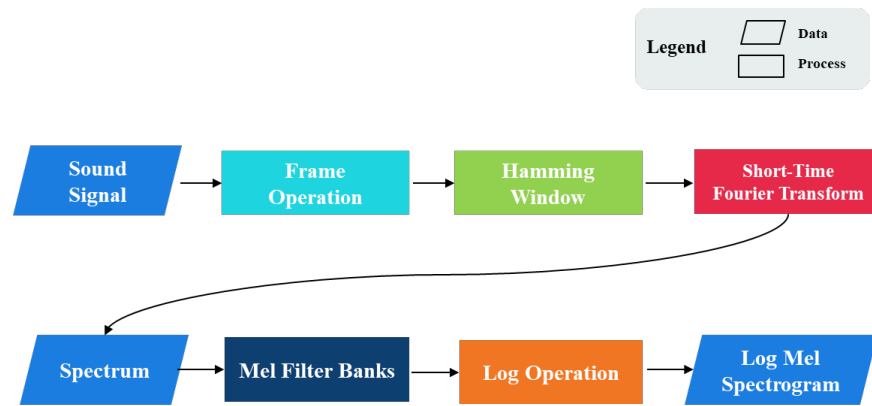 Legend
Data
Process
Sound
Signal
Frame
Operation
Hamming
Window
Short-Time
Fourier Transform
Spectrum
Mel Filter Banks
Log Operation
Log Mel
Spectrogram